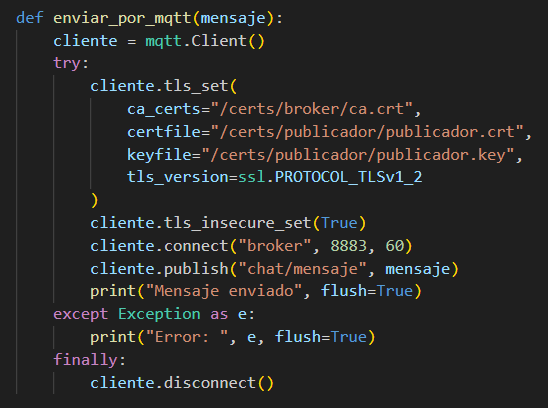 def enviar_por_mqtt(mensaje):
    cliente = mqtt.Client()
    try:
        cliente.tls_set(
            ca_certs="/certs/broker/ca.crt",
            certfile="/certs/publicador/publicador.crt",
            keyfile="/certs/publicador/publicador.key",
            tls_version=ssl.PROTOCOL_TLSv1_2
        )
        cliente.tls_insecure_set(True)
        cliente.connect("broker", 8883, 60)
        cliente.publish("chat/mensaje", mensaje)
        print("Mensaje enviado", flush=True)
    except Exception as e:
        print("Error: ", e, flush=True)
    finally:
        cliente.disconnect()